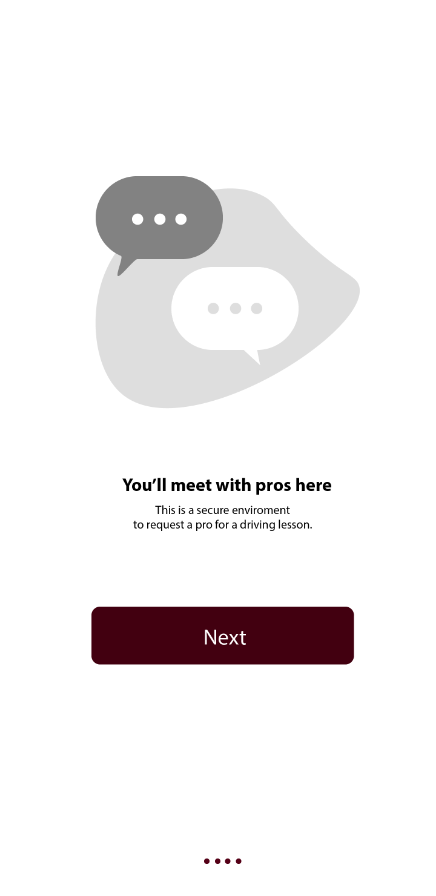 You’ll meet with pros here
This is a secure enviroment
to request a pro for a driving lesson.
Next